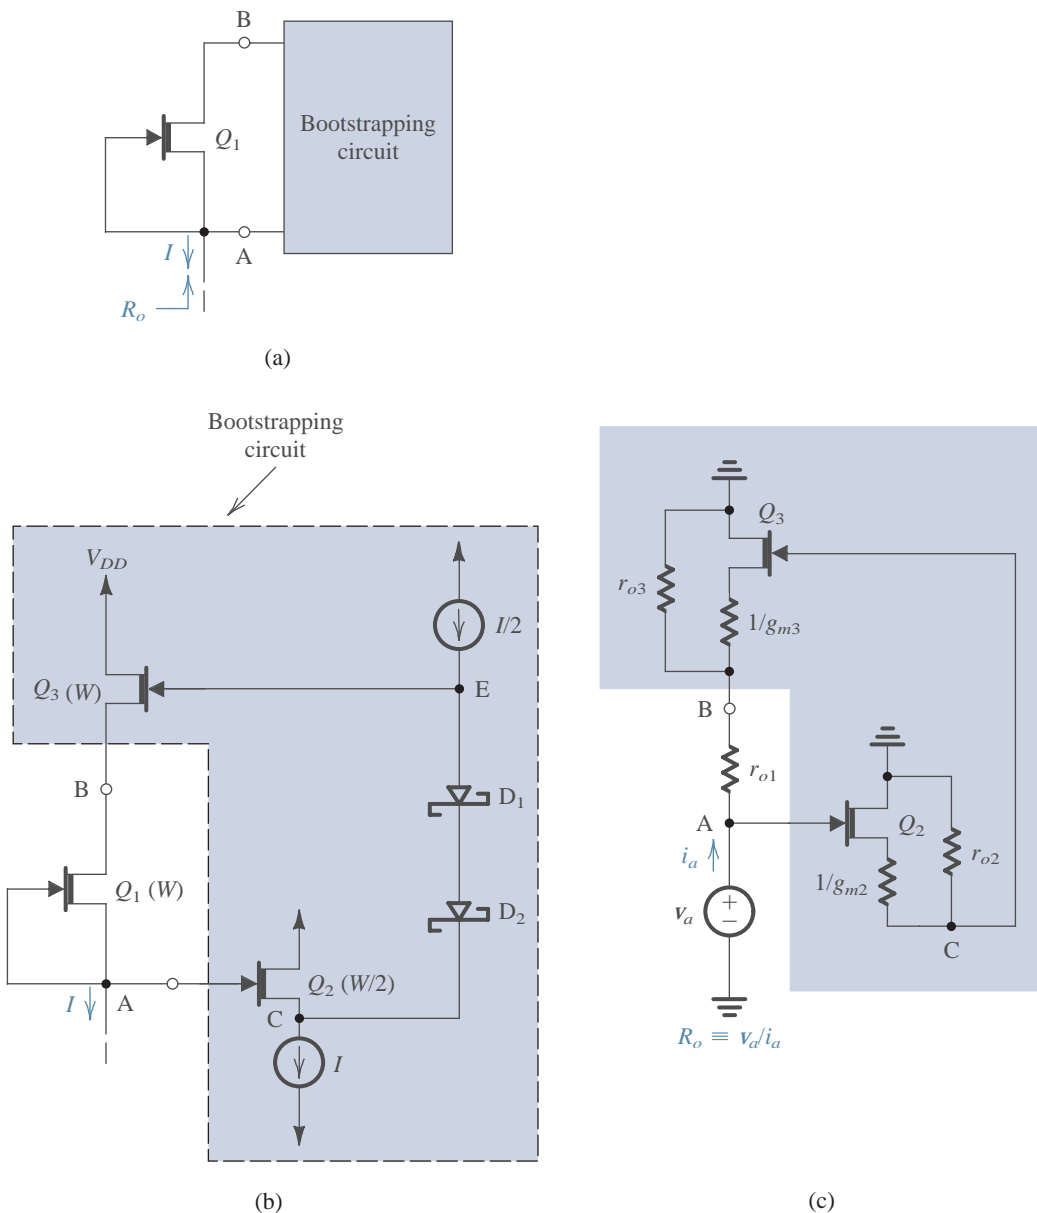 B
Bootstrapping
circuit
Q₁
I
A
Rₒ
(a)
Bootstrapping
circuit
V_DD
I/2
Q₃ (W)
E
B
D₁
Q₁ (W)
D₂
Q₂ (W/2)
I
A
C
I
(b)
Q₃
rₒ₃
1/gₘ₃
B
rₒ₁
A
Q₂
iₐ
rₒ₂
1/gₘ₂
vₐ
+
−
C
Rₒ ≡ vₐ/iₐ
(c)